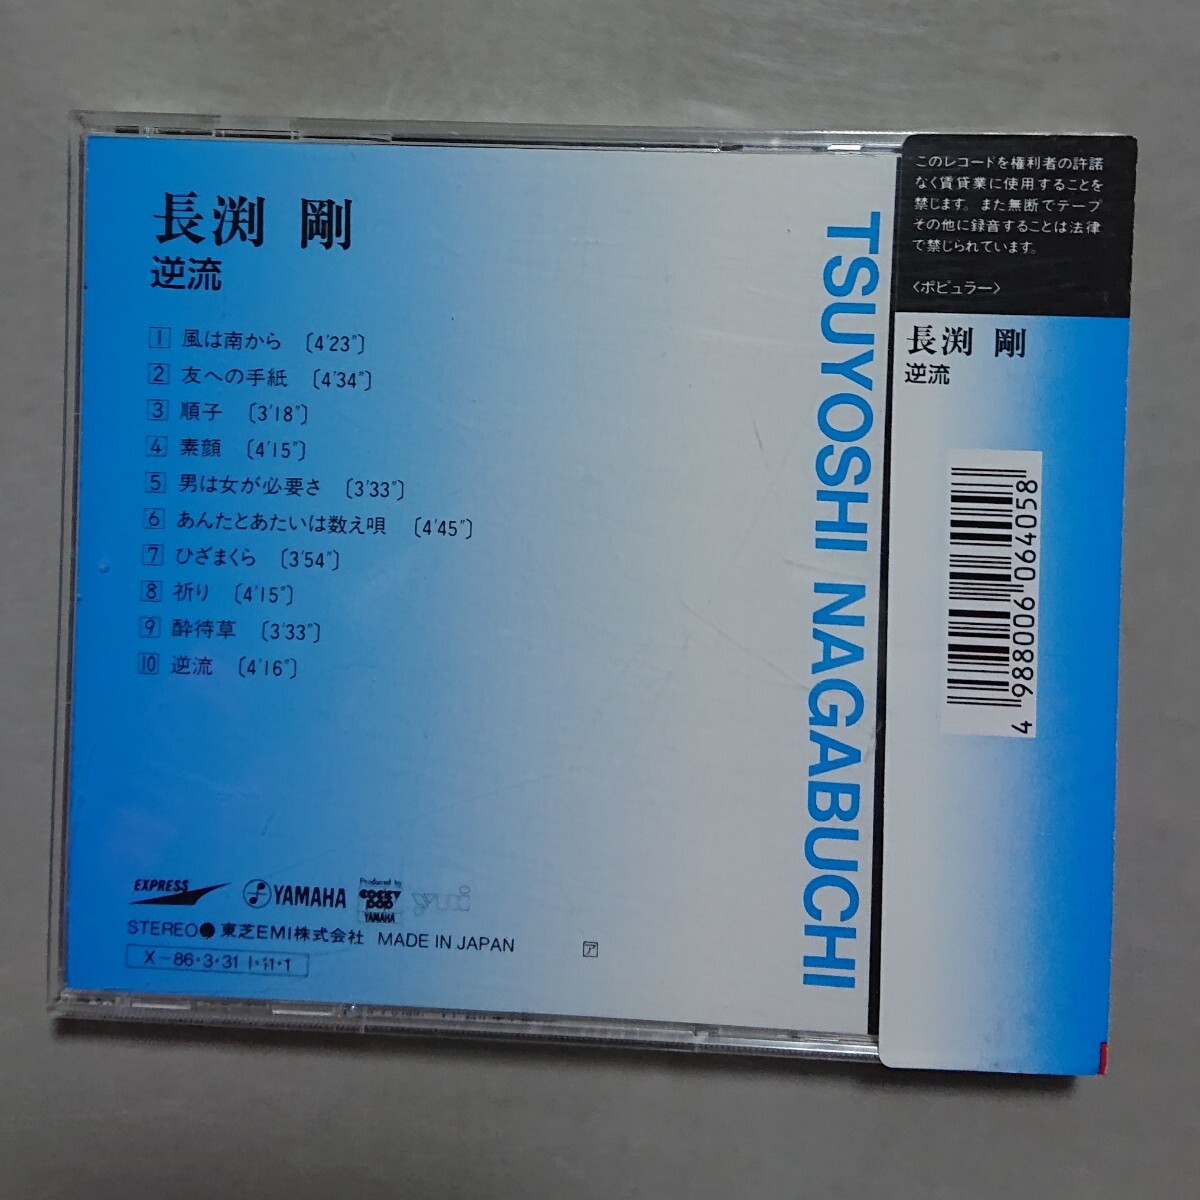 長渕 剛
逆流
1 風は南から 〔4'23"〕
2 友への手紙 〔4'34"〕
3 順子 〔3'18"〕
4 素顔 〔4'15"〕
5 男は女が必要さ 〔3'33"〕
6 あんたとあたいは数え唄 〔4'45"〕
7 ひざまくら 〔3'54"〕
8 祈り 〔4'15"〕
9 酔待草 〔3'33"〕
10 逆流 〔4'16"〕
EXPRESS
YAMAHA
Produced by
YAMAHA
yui
STEREO● 東芝EMI株式会社 MADE IN JAPAN
ア
X〜86・3・31
TSUYOSHI NAGABUCHI
このレコードを権利者の許諾
なく賃貸業に使用することを
禁じます。また無断でテープ
その他に録音することは法律
で禁じられています。
〈ポピュラー〉
長渕 剛
逆流
4 988006 064058